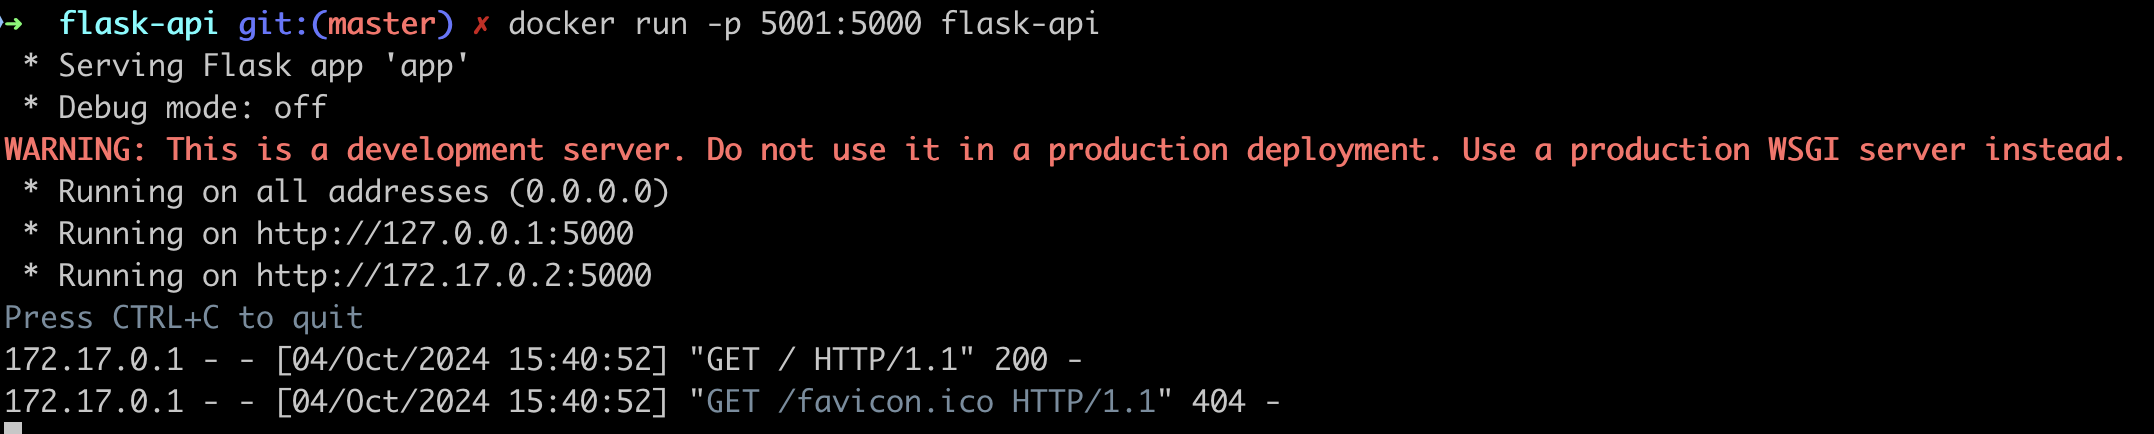 ➜  flask-api git:(master) ✗ docker run -p 5001:5000 flask-api
 * Serving Flask app 'app'
 * Debug mode: off
WARNING: This is a development server. Do not use it in a production deployment. Use a production WSGI server instead.
 * Running on all addresses (0.0.0.0)
 * Running on http://127.0.0.1:5000
 * Running on http://172.17.0.2:5000
Press CTRL+C to quit
172.17.0.1 - - [04/Oct/2024 15:40:52] "GET / HTTP/1.1" 200 -
172.17.0.1 - - [04/Oct/2024 15:40:52] "GET /favicon.ico HTTP/1.1" 404 -